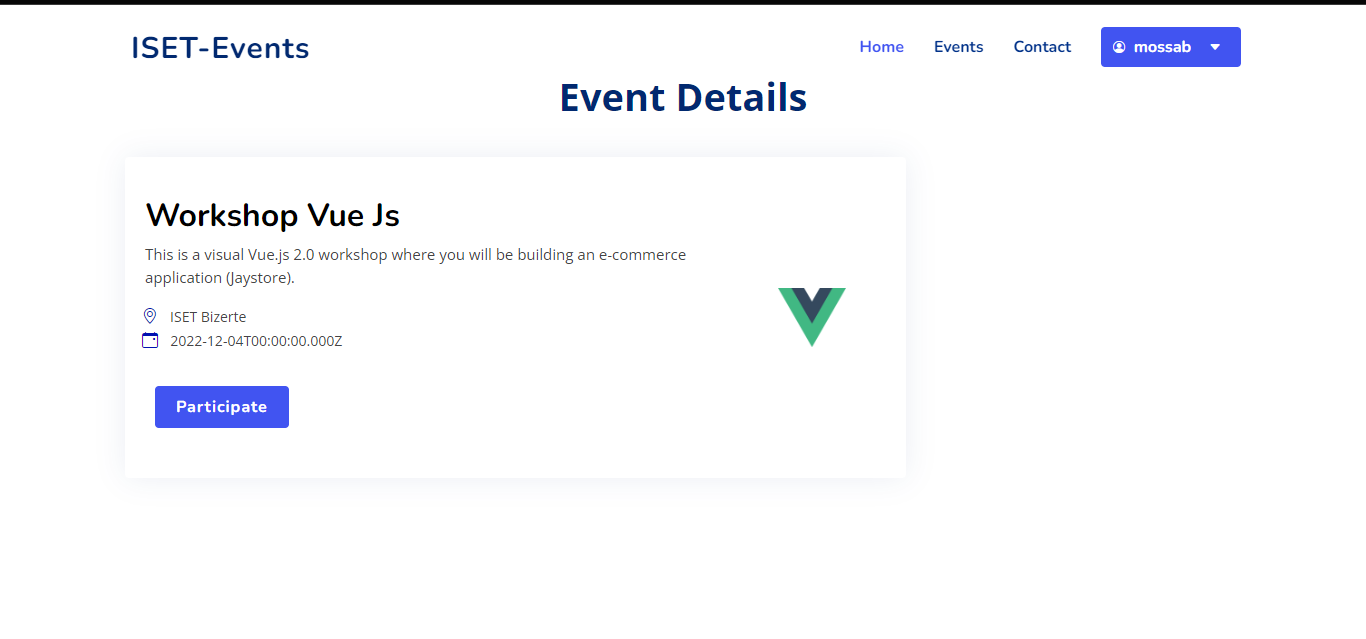 ISET-Events
Home Events Contact mossab
Event Details
Workshop Vue Js
This is a visual Vue.js 2.0 workshop where you will be building an e-commerce
application (Jaystore).
ISET Bizerte
2022-12-04T00:00:00.000Z
Participate